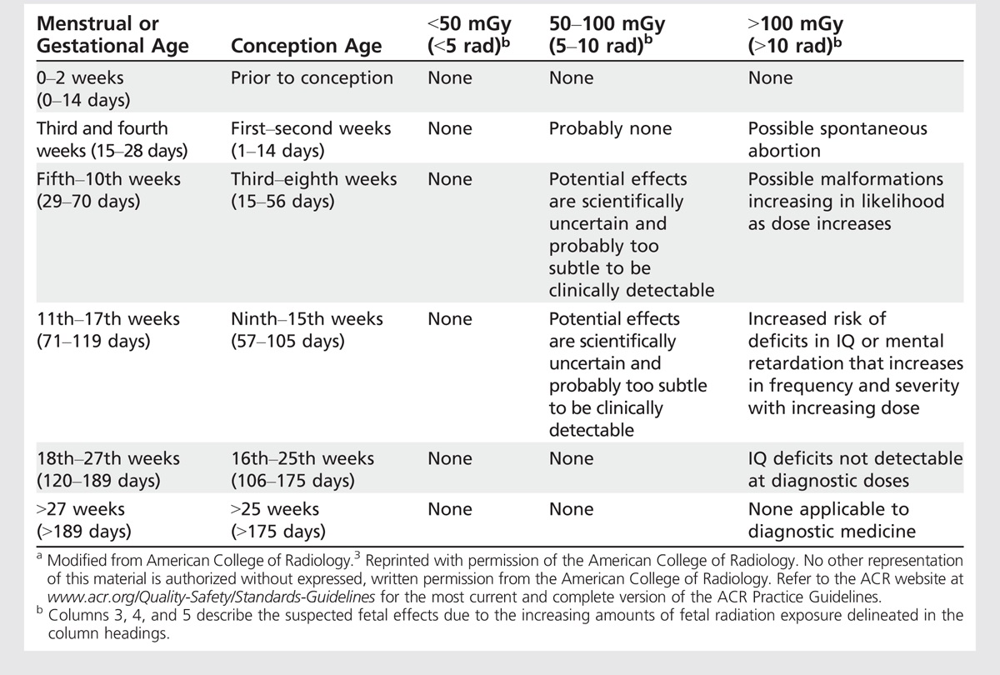 Menstrual or Gestational Age Conception Age <50 mGy (<5 rad)b 50–100 mGy (5–10 rad)b >100 mGy (>10 rad)b
0–2 weeks Prior to conception None None None
(0–14 days)
Third and fourth First–second weeks None Probably none Possible spontaneous
weeks (15–28 days) (1–14 days) abortion
Fifth–10th weeks Third–eighth weeks None Potential effects Possible malformations
(29–70 days) (15–56 days) are scientifically increasing in likelihood
uncertain and as dose increases
probably too
subtle to be
clinically detectable
11th–17th weeks Ninth–15th weeks None Potential effects Increased risk of
(71–119 days) (57–105 days) are scientifically deficits in IQ or mental
uncertain and retardation that increases
probably too subtle in frequency and severity
to be clinically with increasing dose
detectable
18th–27th weeks 16th–25th weeks None None IQ deficits not detectable
(120–189 days) (106–175 days) at diagnostic doses
>27 weeks >25 weeks None None None applicable to
(>189 days) (>175 days) diagnostic medicine
a Modified from American College of Radiology.3 Reprinted with permission of the American College of Radiology. No other representation
of this material is authorized without expressed, written permission from the American College of Radiology. Refer to the ACR website at
www.acr.org/Quality-Safety/Standards-Guidelines for the most current and complete version of the ACR Practice Guidelines.
b Columns 3, 4, and 5 describe the suspected fetal effects due to the increasing amounts of fetal radiation exposure delineated in the
column headings.